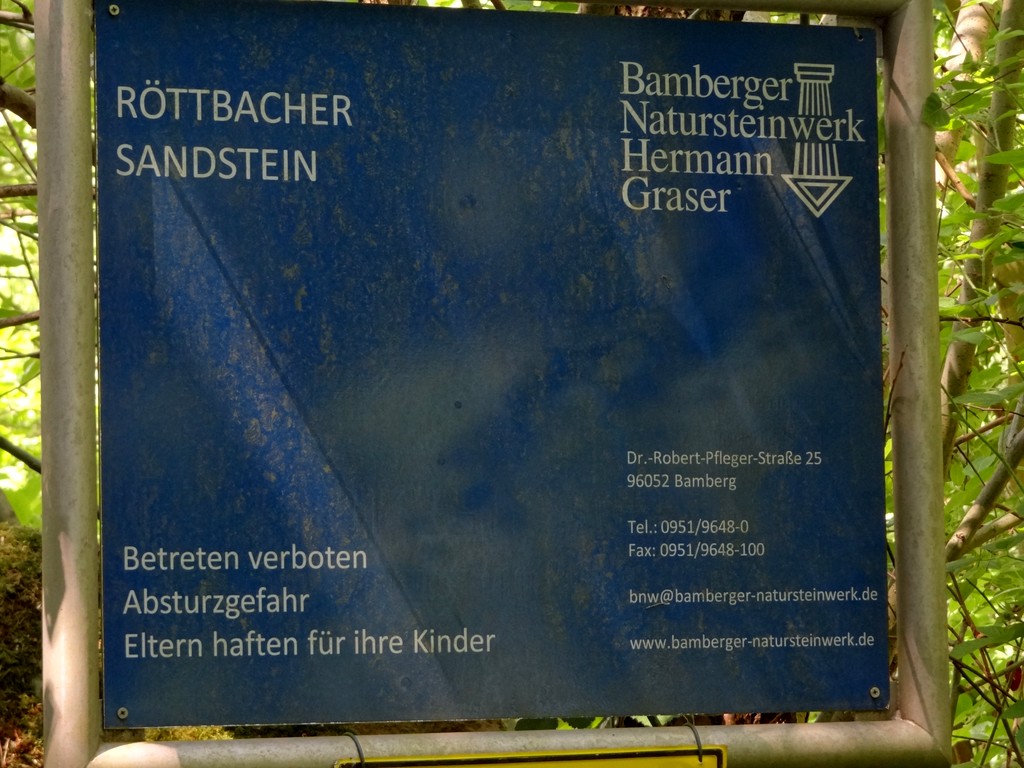 RÖTTBACHER
SANDSTEIN
Bamberger
Natursteinwerk
Hermann
Graser
Dr.-Robert-Pfleger-Straße 25
96052 Bamberg
Tel.: 0951/9648-0
Fax: 0951/9648-100
bnw@bamberger-natursteinwerk.de
www.bamberger-natursteinwerk.de
Betreten verboten
Absturzgefahr
Eltern haften für ihre Kinder